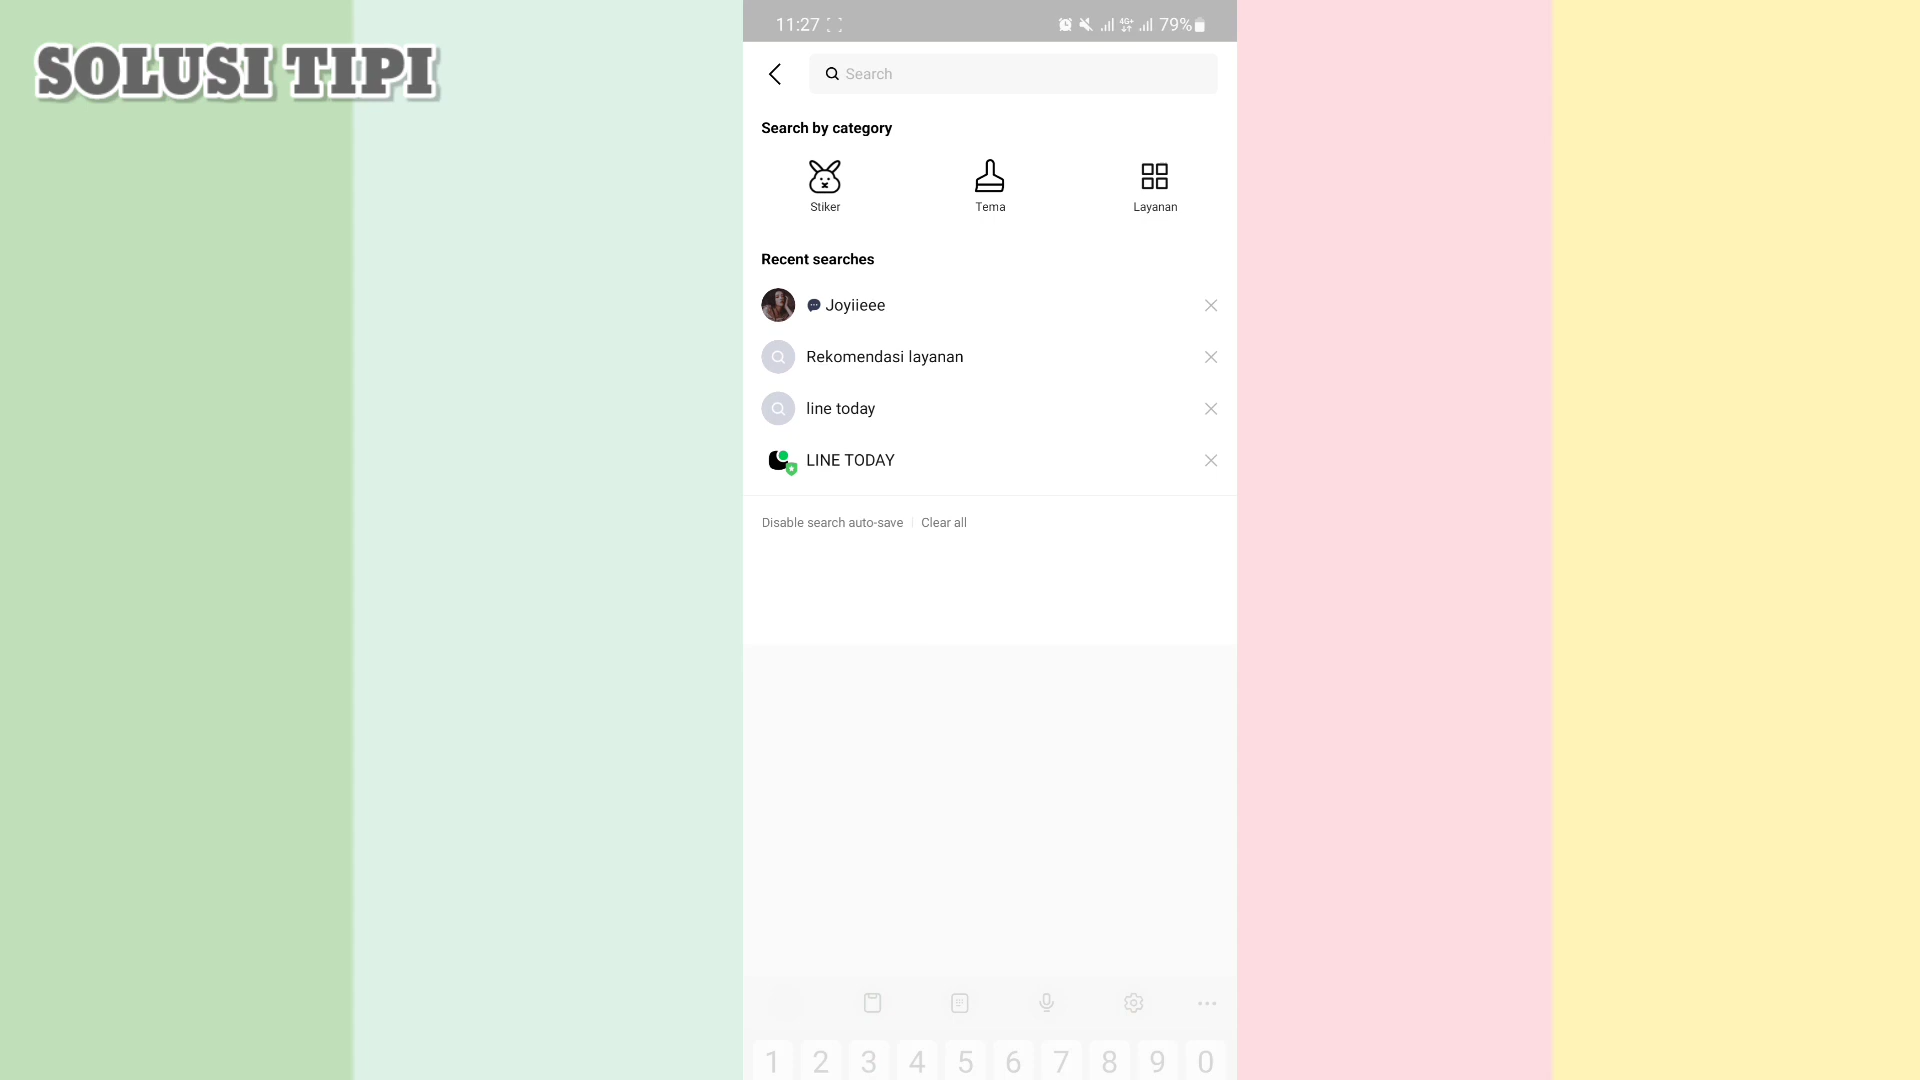 SOLUSI TIPI
11:27
4G+
79%
Search
Search by category
Stiker
Tema
Layanan
Recent searches
Joyiieee
Rekomendasi layanan
line today
LINE TODAY
Disable search auto-save
Clear all
1 2 3 4 5 6 7 8 9 0